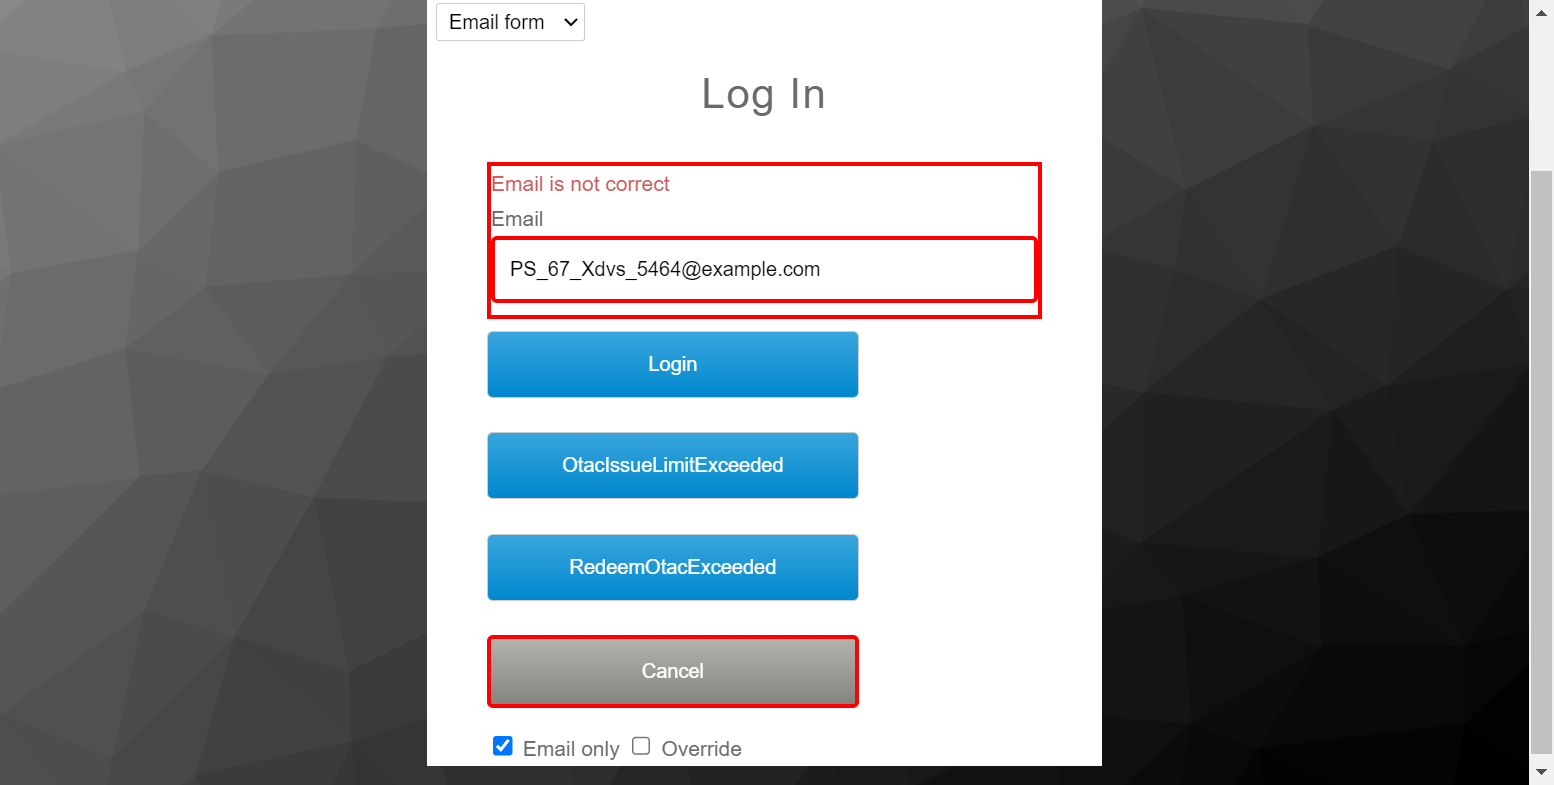 Email form
Log In
Email is not correct
Email
PS_67_Xdvs_5464@example.com
Login
OtacIssueLimitExceeded
RedeemOtacExceeded
Cancel
Email only Override